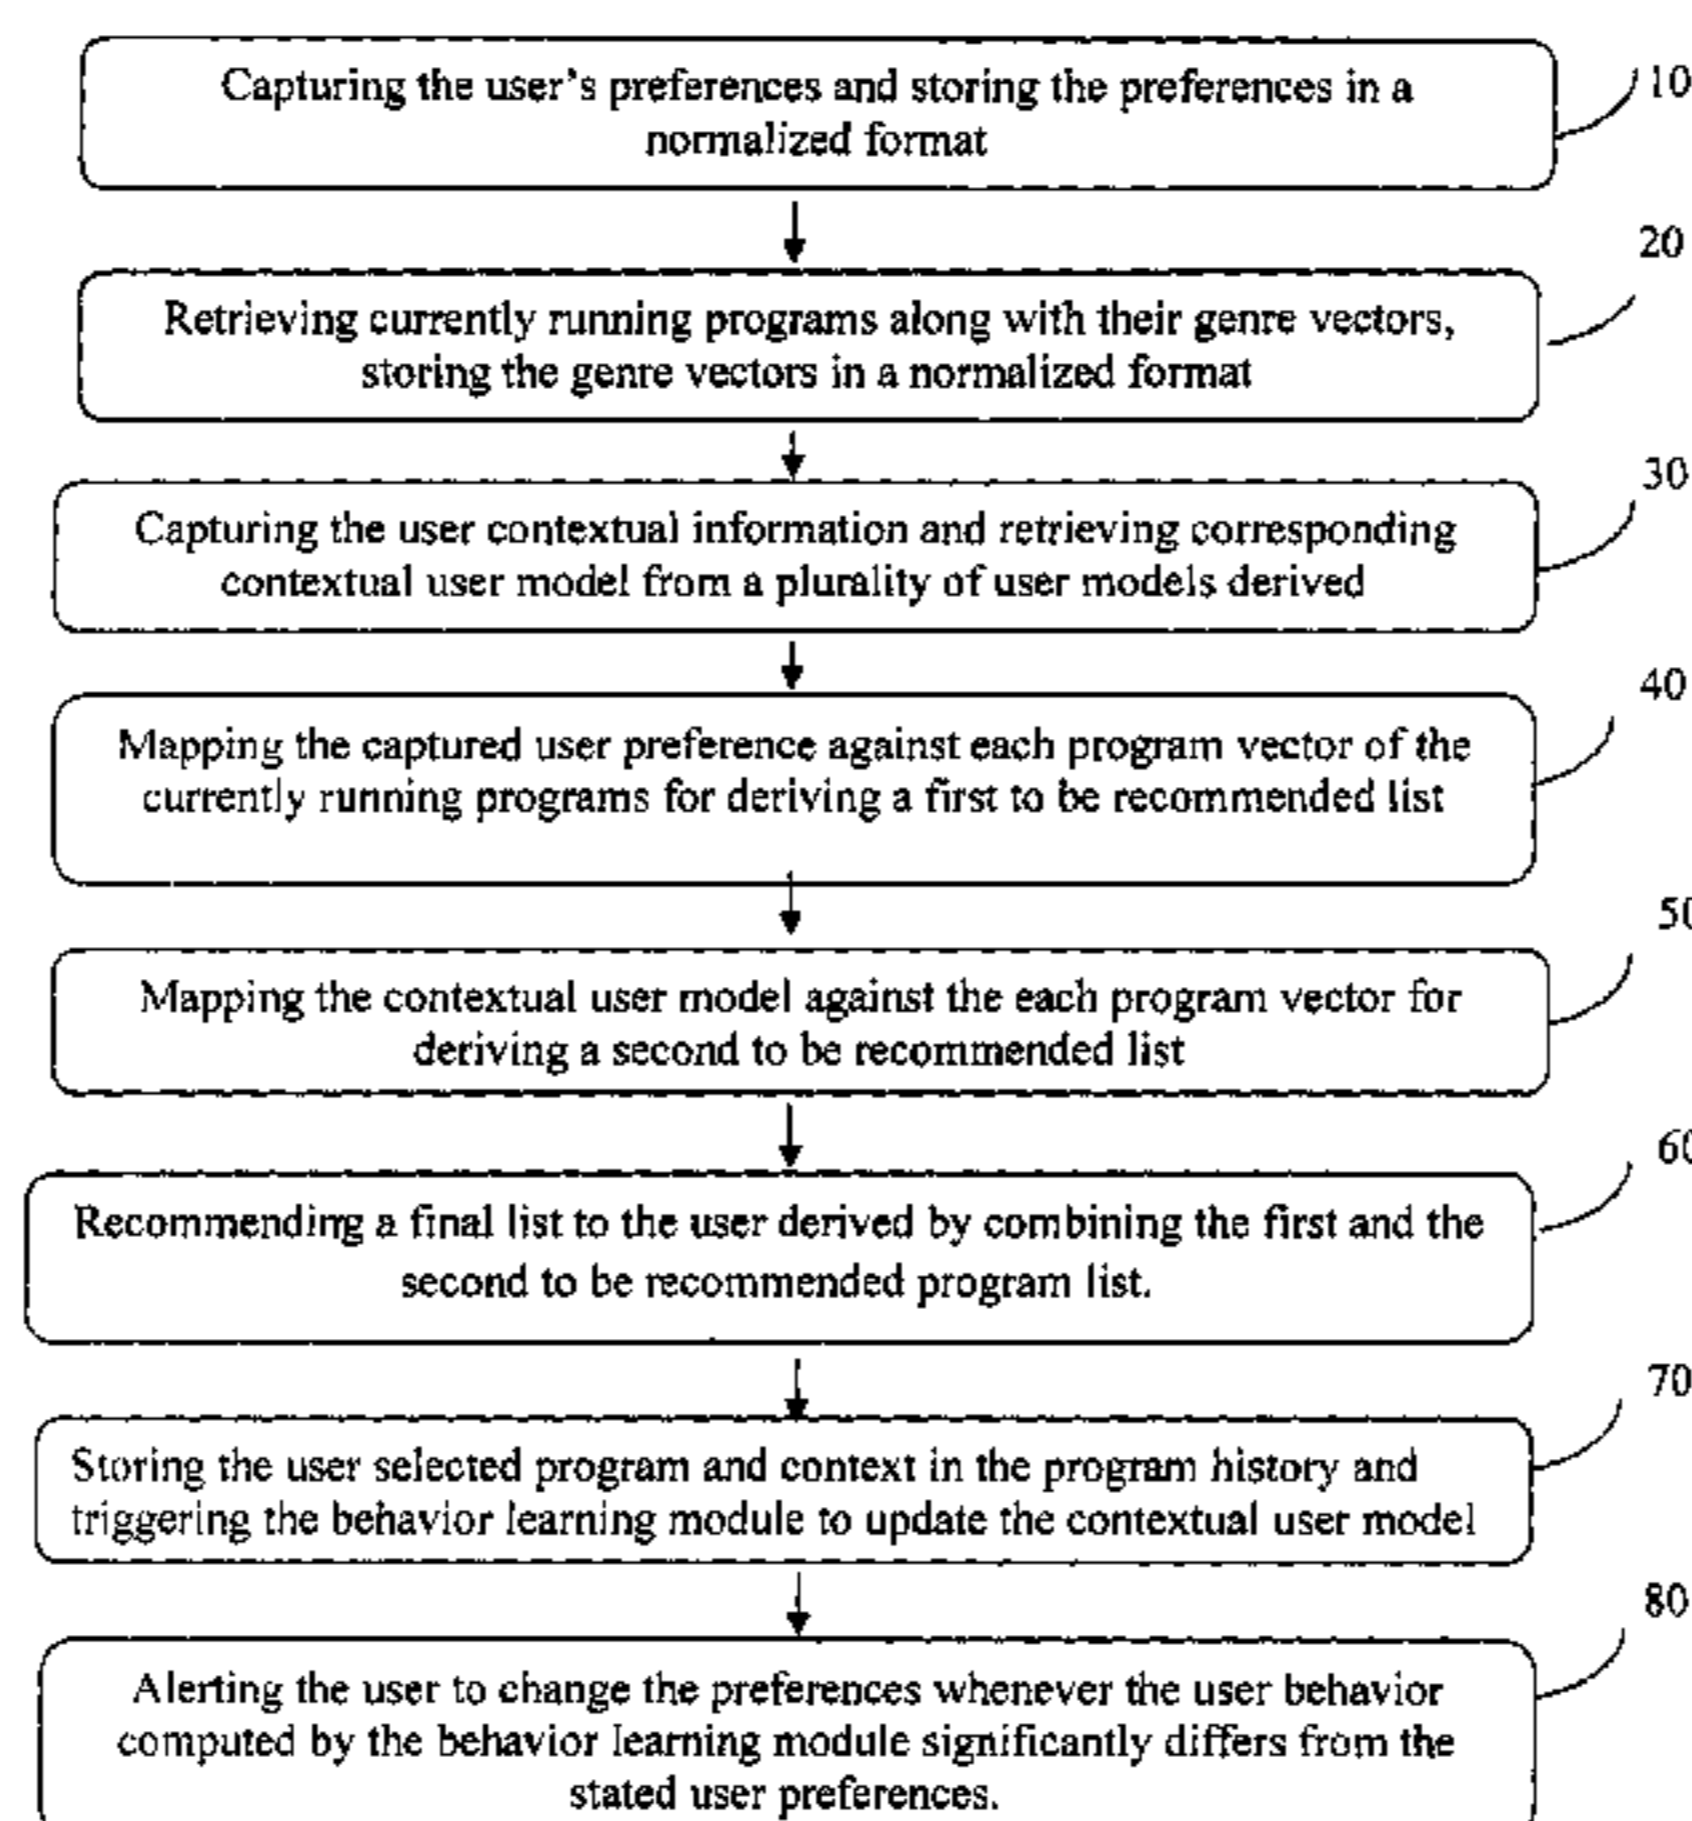 Capturing the user's preferences and storing the preferences in a
normalized format
10
20
Retrieving currently running programs along with their genre vectors,
storing the genre vectors in a normalized format
30
Capturing the user contextual information and retrieving corresponding
contextual user model from a plurality of user models derived
40
Mapping the captured user preference against each program vector of the
currently running programs for deriving a first to be recommended list
50
Mapping the contextual user model against the each program vector for
deriving a second to be recommended list
60
Recommending a final list to the user derived by combining the first and the
second to be recommended program list.
70
Storing the user selected program and context in the program history and
triggering the behavior learning module to update the contextual user model
80
Alerting the user to change the preferences whenever the user behavior
computed by the behavior learning module significantly differs from the
stated user preferences.